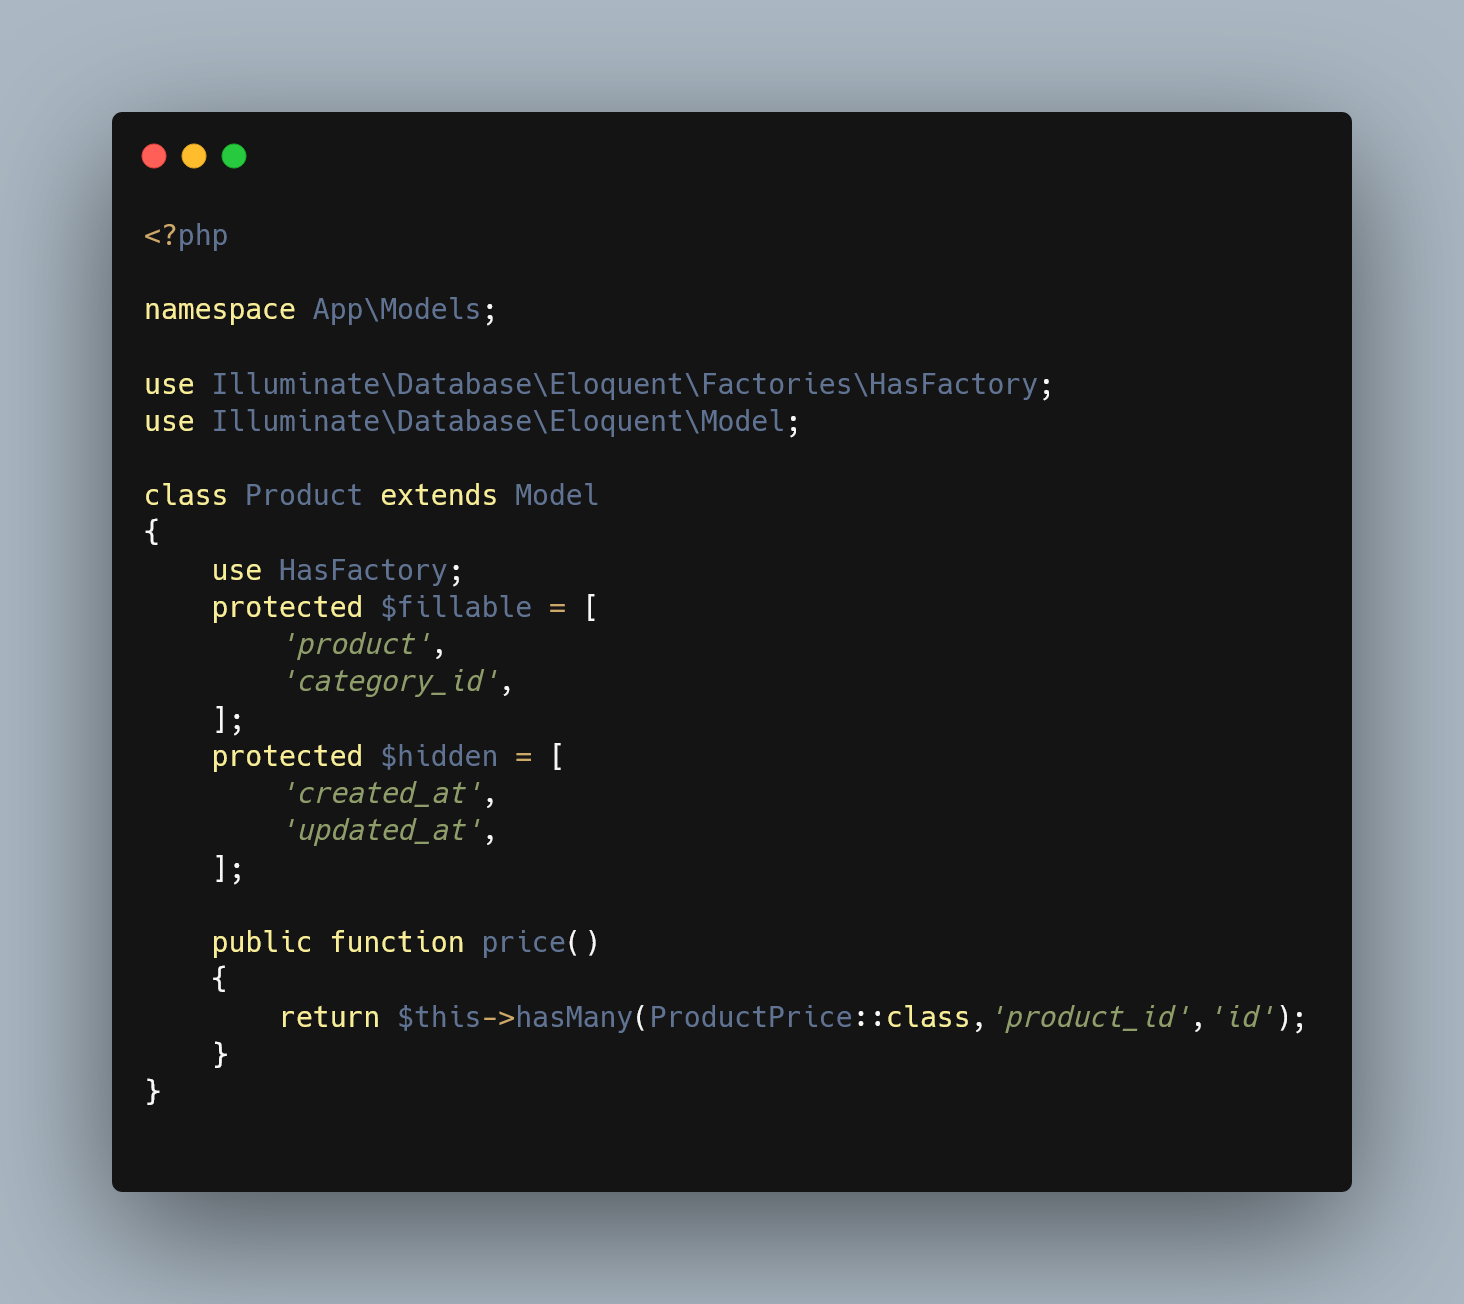 <?php

namespace App\Models;

use Illuminate\Database\Eloquent\Factories\HasFactory;
use Illuminate\Database\Eloquent\Model;

class Product extends Model
{
    use HasFactory;
    protected $fillable = [
        'product',
        'category_id',
    ];
    protected $hidden = [
        'created_at',
        'updated_at',
    ];

    public function price()
    {
        return $this->hasMany(ProductPrice::class,'product_id','id');
    }
}